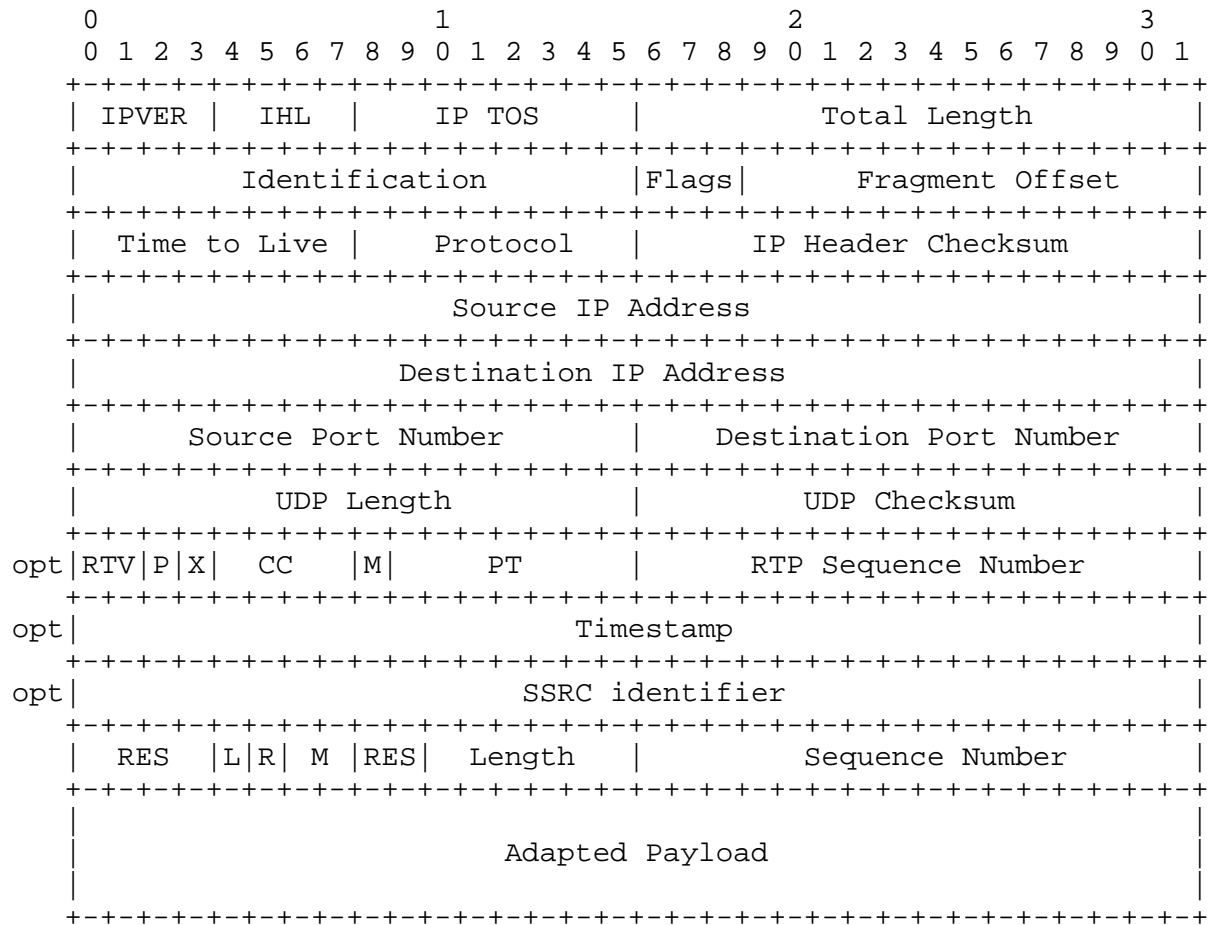 0                   1                   2                   3
    0 1 2 3 4 5 6 7 8 9 0 1 2 3 4 5 6 7 8 9 0 1 2 3 4 5 6 7 8 9 0 1
   +-+-+-+-+-+-+-+-+-+-+-+-+-+-+-+-+-+-+-+-+-+-+-+-+-+-+-+-+-+-+-+-+
   | IPVER |  IHL  |    IP TOS     |          Total Length         |
   +-+-+-+-+-+-+-+-+-+-+-+-+-+-+-+-+-+-+-+-+-+-+-+-+-+-+-+-+-+-+-+-+
   |         Identification        |Flags|      Fragment Offset    |
   +-+-+-+-+-+-+-+-+-+-+-+-+-+-+-+-+-+-+-+-+-+-+-+-+-+-+-+-+-+-+-+-+
   |  Time to Live |    Protocol   |      IP Header Checksum       |
   +-+-+-+-+-+-+-+-+-+-+-+-+-+-+-+-+-+-+-+-+-+-+-+-+-+-+-+-+-+-+-+-+
   |                     Source IP Address                         |
   +-+-+-+-+-+-+-+-+-+-+-+-+-+-+-+-+-+-+-+-+-+-+-+-+-+-+-+-+-+-+-+-+
   |                  Destination IP Address                       |
   +-+-+-+-+-+-+-+-+-+-+-+-+-+-+-+-+-+-+-+-+-+-+-+-+-+-+-+-+-+-+-+-+
   |      Source Port Number       |    Destination Port Number    |
   +-+-+-+-+-+-+-+-+-+-+-+-+-+-+-+-+-+-+-+-+-+-+-+-+-+-+-+-+-+-+-+-+
   |           UDP Length          |         UDP Checksum          |
   +-+-+-+-+-+-+-+-+-+-+-+-+-+-+-+-+-+-+-+-+-+-+-+-+-+-+-+-+-+-+-+-+
opt|RTV|P|X|  CC   |M|     PT      |      RTP Sequence Number      |
   +-+-+-+-+-+-+-+-+-+-+-+-+-+-+-+-+-+-+-+-+-+-+-+-+-+-+-+-+-+-+-+-+
opt|                            Timestamp                          |
   +-+-+-+-+-+-+-+-+-+-+-+-+-+-+-+-+-+-+-+-+-+-+-+-+-+-+-+-+-+-+-+-+
opt|                         SSRC identifier                       |
   +-+-+-+-+-+-+-+-+-+-+-+-+-+-+-+-+-+-+-+-+-+-+-+-+-+-+-+-+-+-+-+-+
   |  RES  |L|R| M |RES|  Length   |         Sequence Number       |
   +-+-+-+-+-+-+-+-+-+-+-+-+-+-+-+-+-+-+-+-+-+-+-+-+-+-+-+-+-+-+-+-+
   |                                                               |
   |                        Adapted Payload                        |
   |                                                               |
   +-+-+-+-+-+-+-+-+-+-+-+-+-+-+-+-+-+-+-+-+-+-+-+-+-+-+-+-+-+-+-+-+